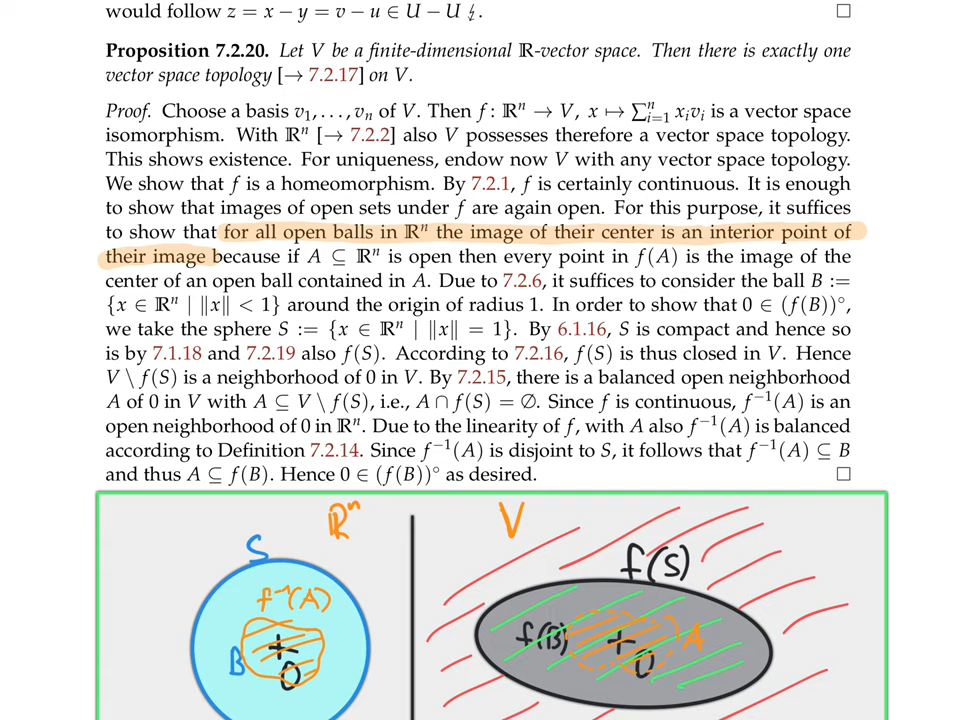 would follow z = x − y = v − u ∈ U − U ↯. □
Proposition 7.2.20. Let V be a finite-dimensional ℝ-vector space. Then there is exactly one
vector space topology [→ 7.2.17] on V.
Proof. Choose a basis v₁, . . . , vₙ of V. Then f : ℝⁿ → V, x ↦ ∑ⁿᵢ₌₁ xᵢvᵢ is a vector space
isomorphism. With ℝⁿ [→ 7.2.2] also V possesses therefore a vector space topology.
This shows existence. For uniqueness, endow now V with any vector space topology.
We show that f is a homeomorphism. By 7.2.1, f is certainly continuous. It is enough
to show that images of open sets under f are again open. For this purpose, it suffices
to show that for all open balls in ℝⁿ the image of their center is an interior point of
their image because if A ⊆ ℝⁿ is open then every point in f(A) is the image of the
center of an open ball contained in A. Due to 7.2.6, it suffices to consider the ball B :=
{x ∈ ℝⁿ | ∥x∥ < 1} around the origin of radius 1. In order to show that 0 ∈ (f(B))°,
we take the sphere S := {x ∈ ℝⁿ | ∥x∥ = 1}. By 6.1.16, S is compact and hence so
is by 7.1.18 and 7.2.19 also f(S). According to 7.2.16, f(S) is thus closed in V. Hence
V \ f(S) is a neighborhood of 0 in V. By 7.2.15, there is a balanced open neighborhood
A of 0 in V with A ⊆ V \ f(S), i.e., A ∩ f(S) = ∅. Since f is continuous, f⁻¹(A) is an
open neighborhood of 0 in ℝⁿ. Due to the linearity of f, with A also f⁻¹(A) is balanced
according to Definition 7.2.14. Since f⁻¹(A) is disjoint to S, it follows that f⁻¹(A) ⊆ B
and thus A ⊆ f(B). Hence 0 ∈ (f(B))° as desired. □
ℝⁿ
V
S
f(S)
f⁻¹(A)
B
0
f(B)
A
0